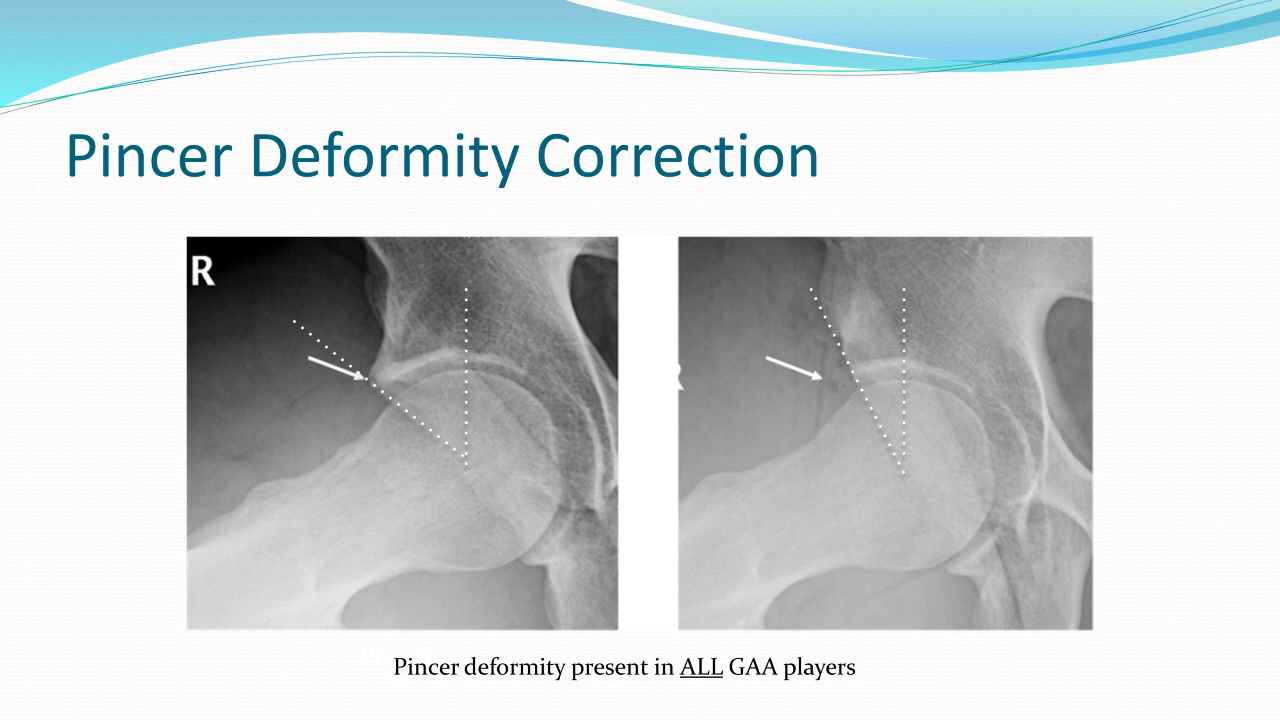 Pincer Deformity Correction
R
R
Pincer deformity present in ALL GAA players